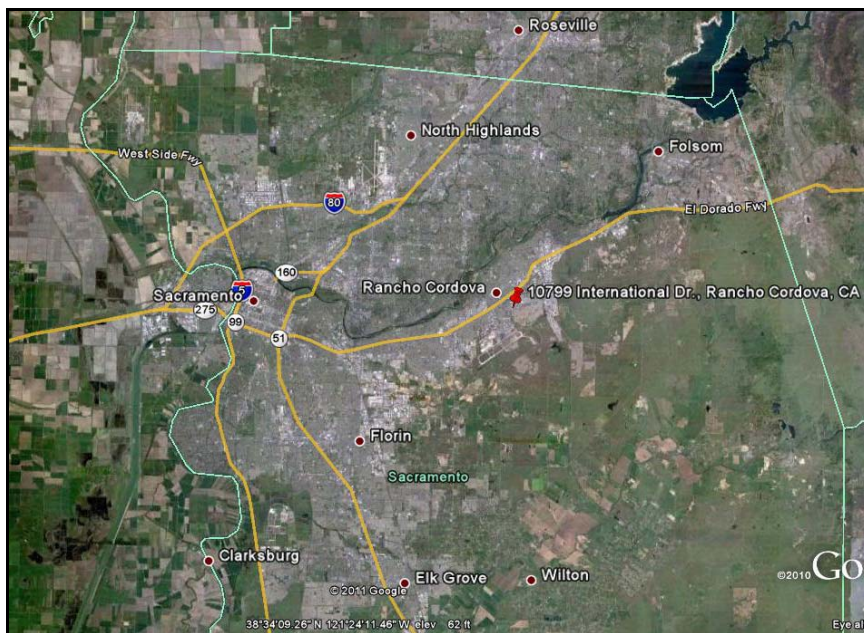 Roseville
North Highlands
West Side Fwy
Folsom
80
El Dorado Fwy
160
5
Sacramento
Rancho Cordova
10799 International Dr., Rancho Cordova, CA
275
99
51
Florin
Sacramento
Clarksburg
Elk Grove
Wilton
© 2011 Google
©2010 Go
38°34'09.26" N 121°24'11.46" W elev 62 ft
Eye a